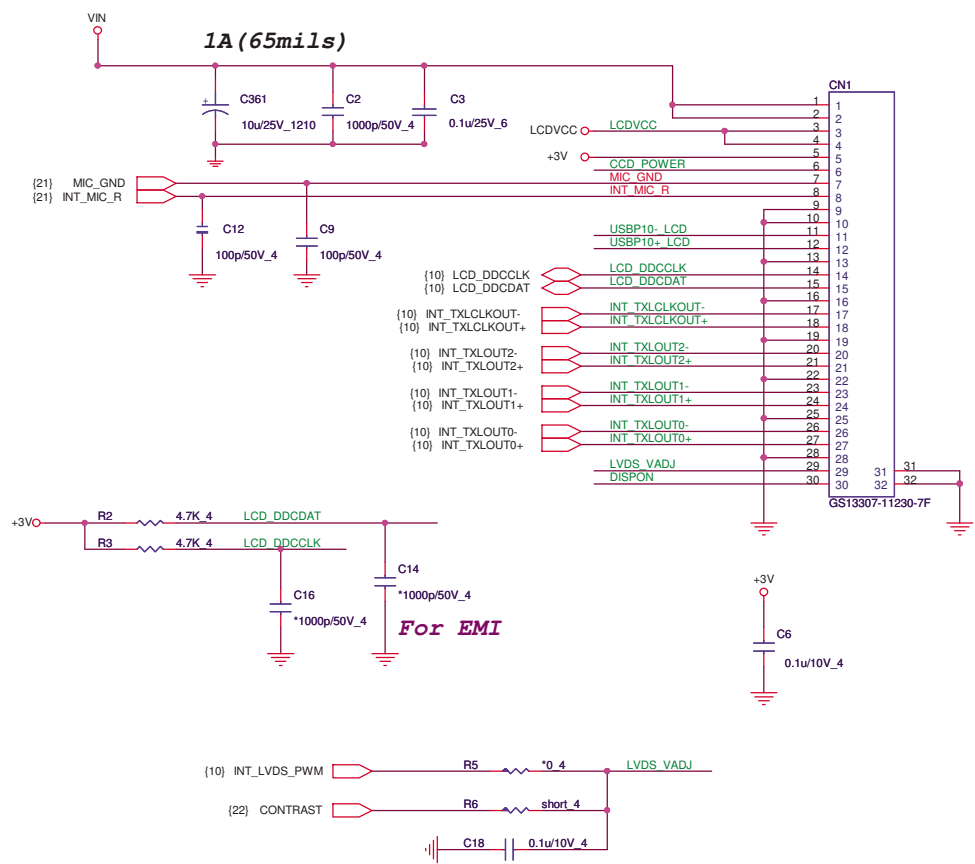 VIN
1A(65mils)
C361
10u/25V_1210
C2
1000p/50V_4
C3
0.1u/25V_6
CN1
LCDVCC LCDVCC
+3V
CCD_POWER
{21} MIC_GND MIC_GND
{21} INT_MIC_R INT_MIC_R
C12
100p/50V_4
C9
100p/50V_4
USBP10-_LCD
USBP10+_LCD
{10} LCD_DDCCLK LCD_DDCCLK
{10} LCD_DDCDAT LCD_DDCDAT
{10} INT_TXLCLKOUT- INT_TXLCLKOUT-
{10} INT_TXLCLKOUT+ INT_TXLCLKOUT+
{10} INT_TXLOUT2- INT_TXLOUT2-
{10} INT_TXLOUT2+ INT_TXLOUT2+
{10} INT_TXLOUT1- INT_TXLOUT1-
{10} INT_TXLOUT1+ INT_TXLOUT1+
{10} INT_TXLOUT0- INT_TXLOUT0-
{10} INT_TXLOUT0+ INT_TXLOUT0+
LVDS_VADJ
DISPON
1 1
2 2
3 3
4 4
5 5
6 6
7 7
8 8
9 9
10 10
11 11
12 12
13 13
14 14
15 15
16 16
17 17
18 18
19 19
20 20
21 21
22 22
23 23
24 24
25 25
26 26
27 27
28 28
29 29
30 30
31 31
32 32
GS13307-11230-7F
+3V
R2 4.7K_4 LCD_DDCDAT
R3 4.7K_4 LCD_DDCCLK
C14
*1000p/50V_4
C16
*1000p/50V_4
For EMI
+3V
C6
0.1u/10V_4
{10} INT_LVDS_PWM R5 *0_4 LVDS_VADJ
{22} CONTRAST R6 short_4
C18 0.1u/10V_4